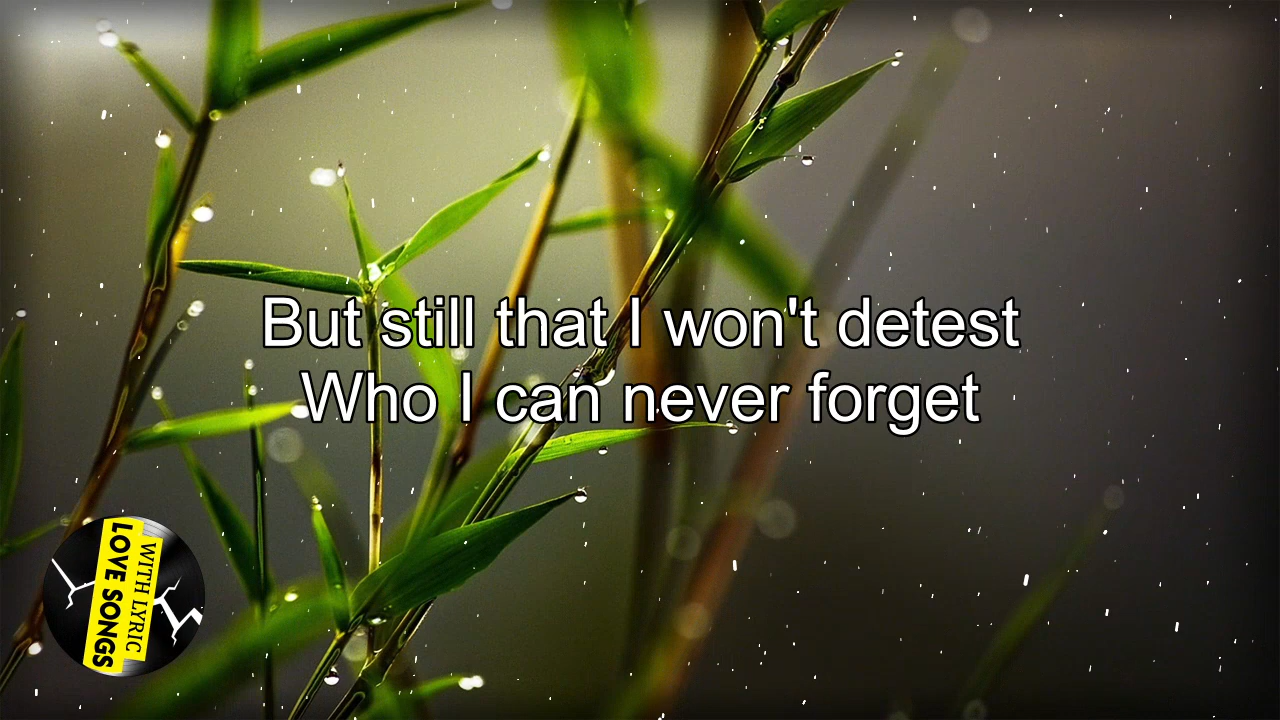 But still that I won't detest
Who I can never forget
WITH LYRIC
LOVE SONGS